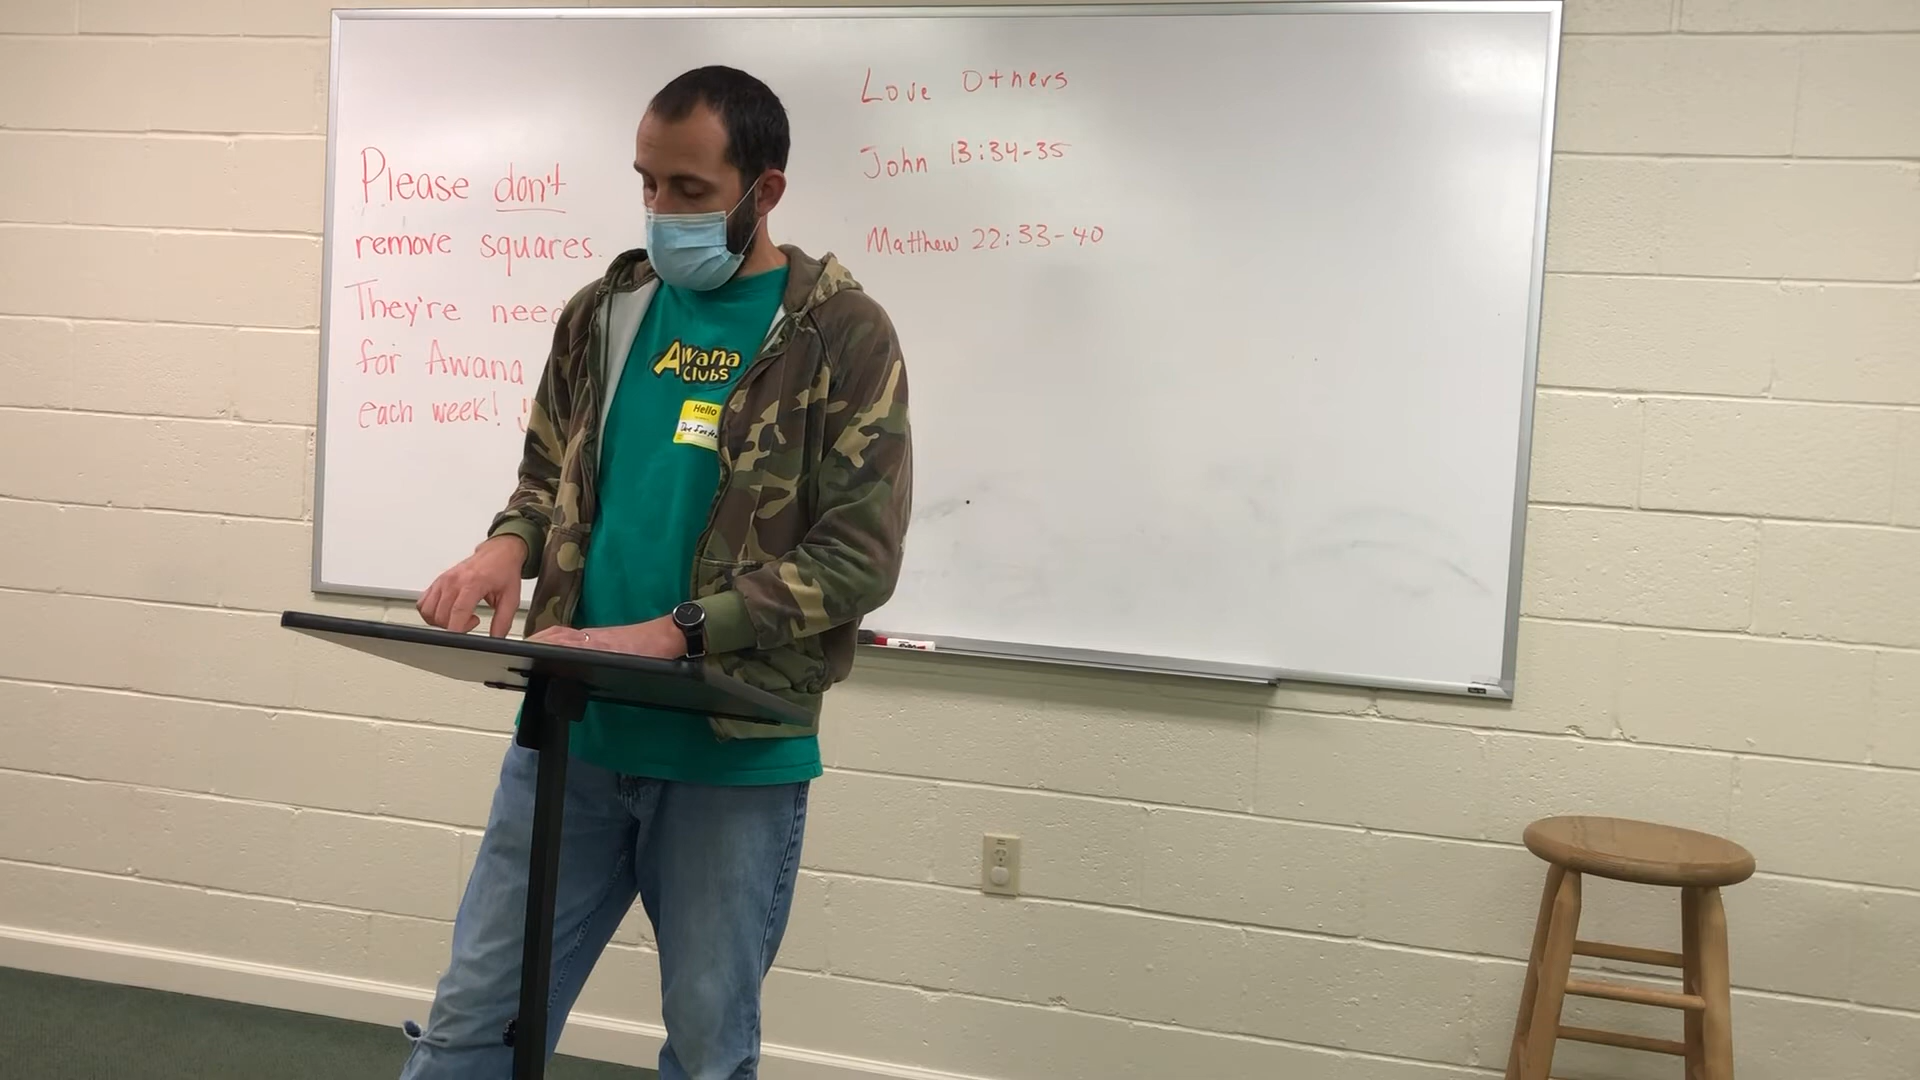 Please don't
remove squares.
They're
for Awana
each week!
Love Others
John 13:34-35
Matthew 22:33-40
Awana
Clubs
Hello